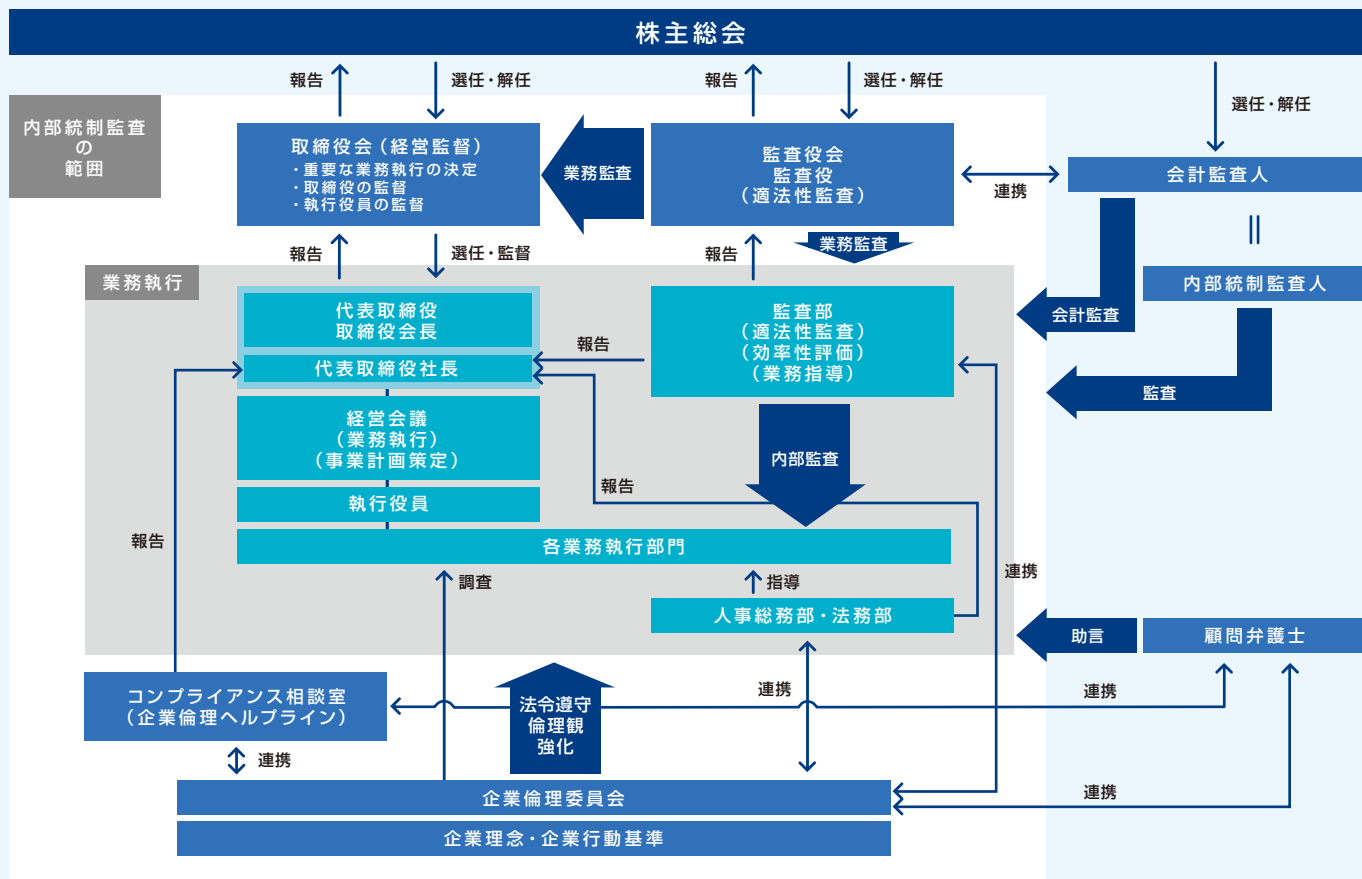 株主総会
報告
選任・解任
報告
選任・解任
選任・解任
内部統制監査
の
範囲
取締役会（経営監督）
・重要な業務執行の決定
・取締役の監督
・執行役員の監督
業務監査
監査役会
監査役
（適法性監査）
連携
会計監査人
報告
選任・監督
報告
業務監査
業務執行
内部統制監査人
代表取締役
取締役会長
代表取締役社長
報告
監査部
（適法性監査）
（効率性評価）
（業務指導）
会計監査
監査
経営会議
（業務執行）
（事業計画策定）
執行役員
内部監査
報告
報告
各業務執行部門
調査
指導
連携
人事総務部・法務部
助言
顧問弁護士
コンプライアンス相談室
（企業倫理ヘルプライン）
法令遵守
倫理観
強化
連携
連携
連携
企業倫理委員会
連携
企業理念・企業行動基準